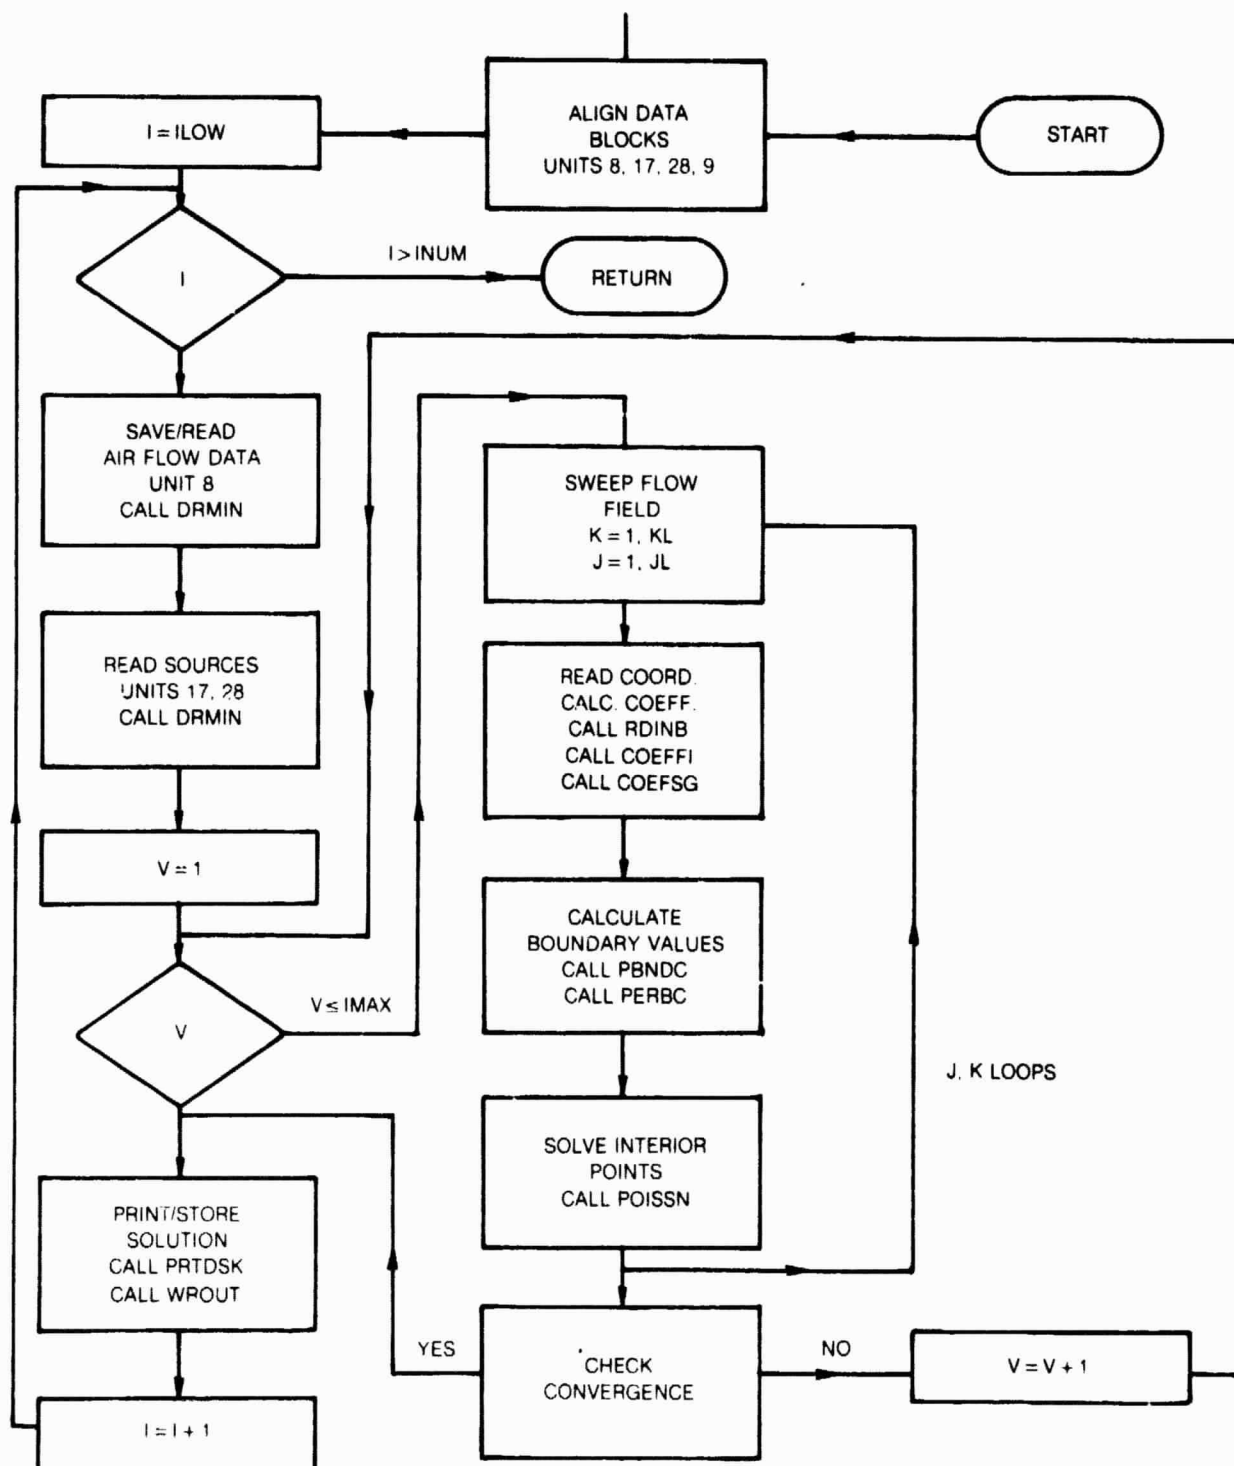 START
ALIGN DATA
BLOCKS
UNITS 8, 17, 28, 9
I = ILOW
I
I > INUM
RETURN
SAVE/READ
AIR FLOW DATA
UNIT 8
CALL DRMIN
READ SOURCES
UNITS 17, 28
CALL DRMIN
V = 1
V
V ≤ IMAX
SWEEP FLOW
FIELD
K = 1, KL
J = 1, JL
READ COORD.
CALC. COEFF.
CALL RDINB
CALL COEFFI
CALL COEFSG
CALCULATE
BOUNDARY VALUES
CALL PBNDC
CALL PERBC
J, K LOOPS
SOLVE INTERIOR
POINTS
CALL POISSN
CHECK
CONVERGENCE
YES
NO
V = V + 1
PRINT/STORE
SOLUTION
CALL PRTDSK
CALL WROUT
I = I + 1